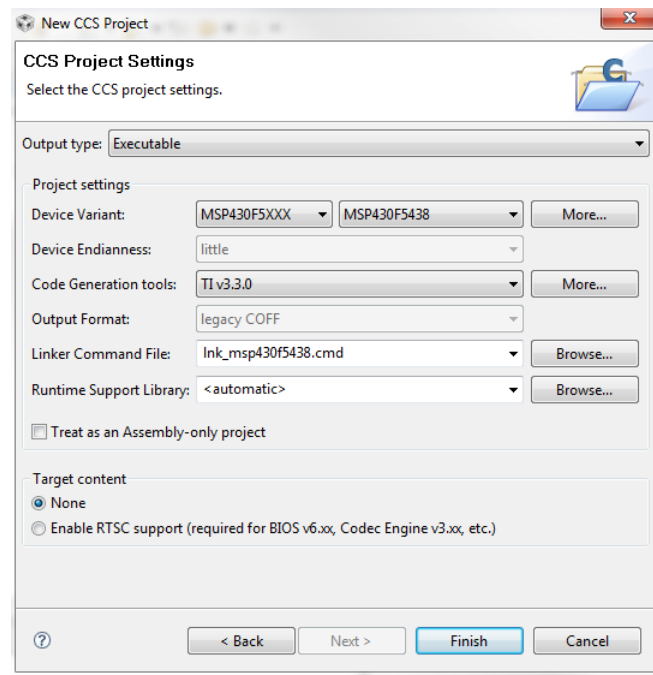 New CCS Project
CCS Project Settings
Select the CCS project settings.
Output type: Executable
Project settings
Device Variant: MSP430F5XXX MSP430F5438 More...
Device Endianness: little
Code Generation tools: TI v3.3.0 More...
Output Format: legacy COFF
Linker Command File: lnk_msp430f5438.cmd Browse...
Runtime Support Library: <automatic> Browse...
Treat as an Assembly-only project
Target content
None
Enable RTSC support (required for BIOS v6.xx, Codec Engine v3.xx, etc.)
< Back Next > Finish Cancel